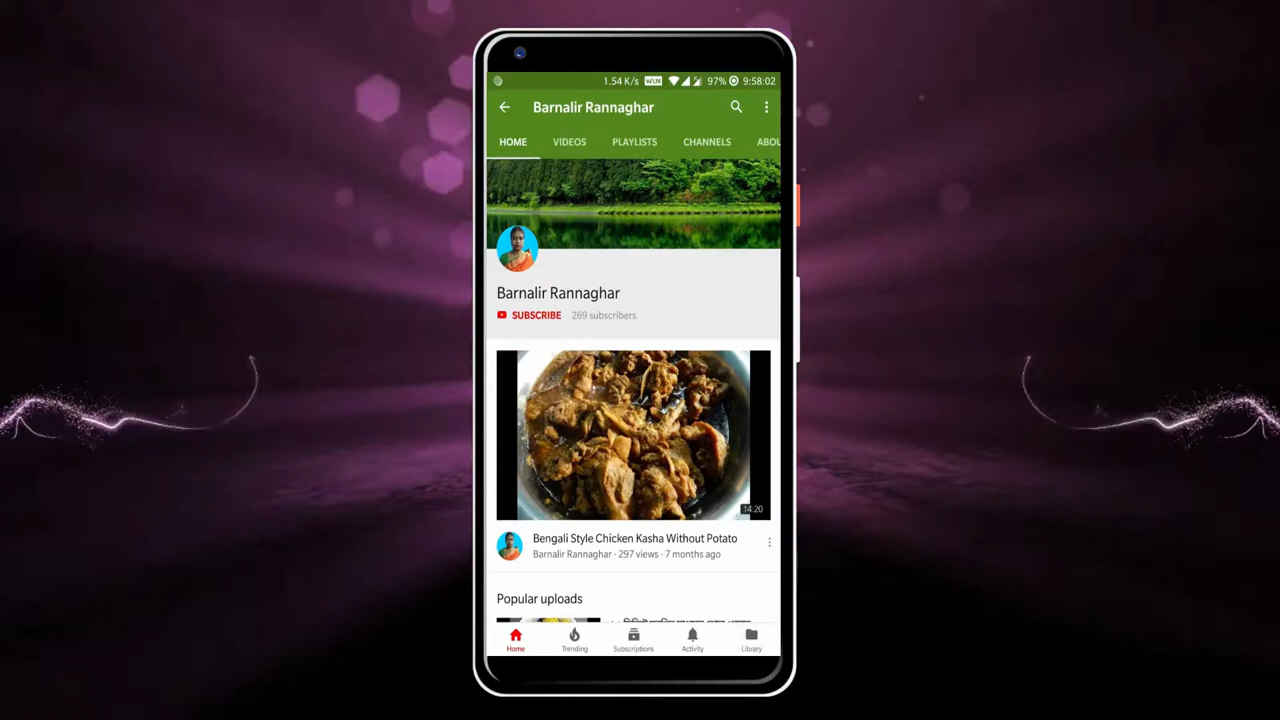 1.54 K/s VoLTE 97% 9:58:02
Barnalir Rannaghar
HOME VIDEOS PLAYLISTS CHANNELS ABOU
Barnalir Rannaghar
SUBSCRIBE 269 subscribers
14:20
Bengali Style Chicken Kasha Without Potato
Barnalir Rannaghar · 297 views · 7 months ago
Popular uploads
Home Trending Subscriptions Activity Library